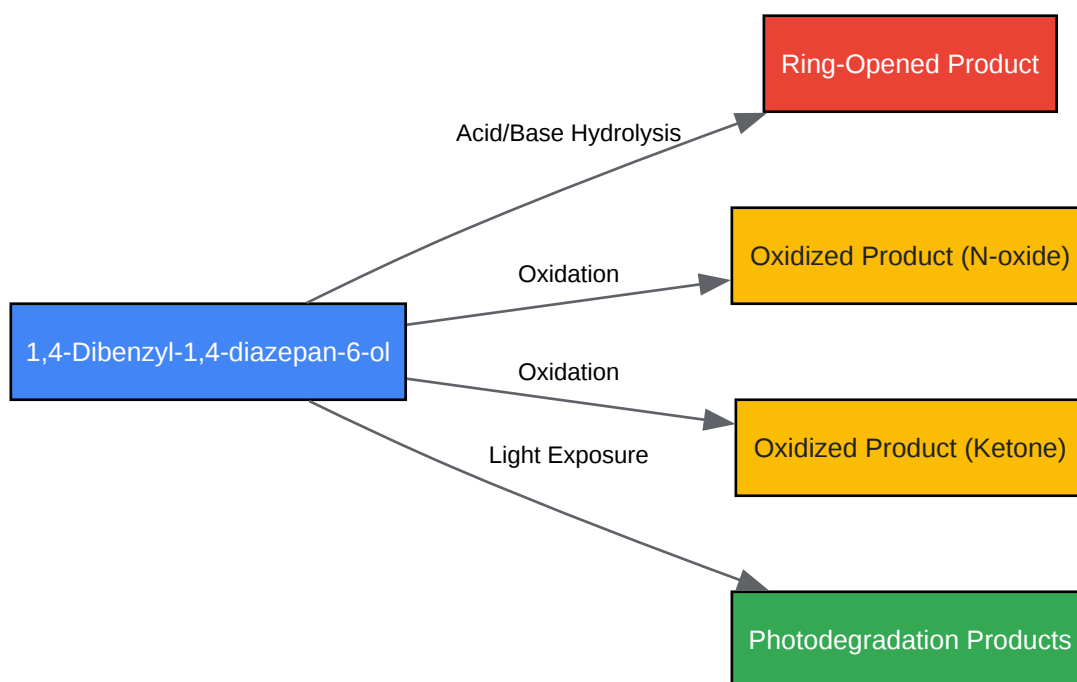 Ring-Opened Product
Acid/Base Hydrolysis
Oxidized Product (N-oxide)
Oxidation
1,4-Dibenzyl-1,4-diazepan-6-ol
Oxidation
Oxidized Product (Ketone)
Light Exposure
Photodegradation Products